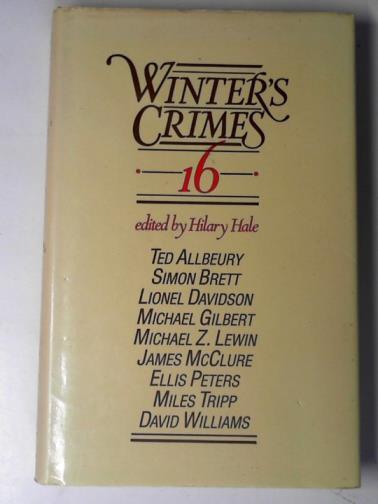 WINTER'S
CRIMES
16
edited by Hilary Hale
TED ALLBEURY
SIMON BRETT
LIONEL DAVIDSON
MICHAEL GILBERT
MICHAEL Z. LEWIN
JAMES MCCLURE
ELLIS PETERS
MILES TRIPP
DAVID WILLIAMS